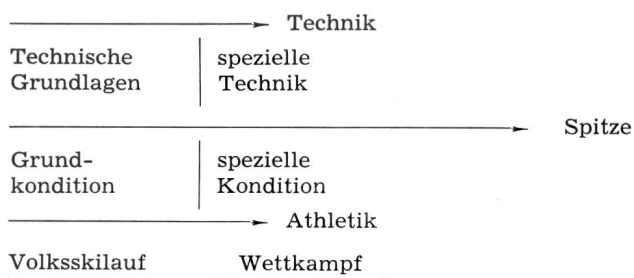 Technik
Technische spezielle
Grundlagen Technik
Spitze
Grund- spezielle
kondition Kondition
Athletik
Volksskilauf Wettkampf